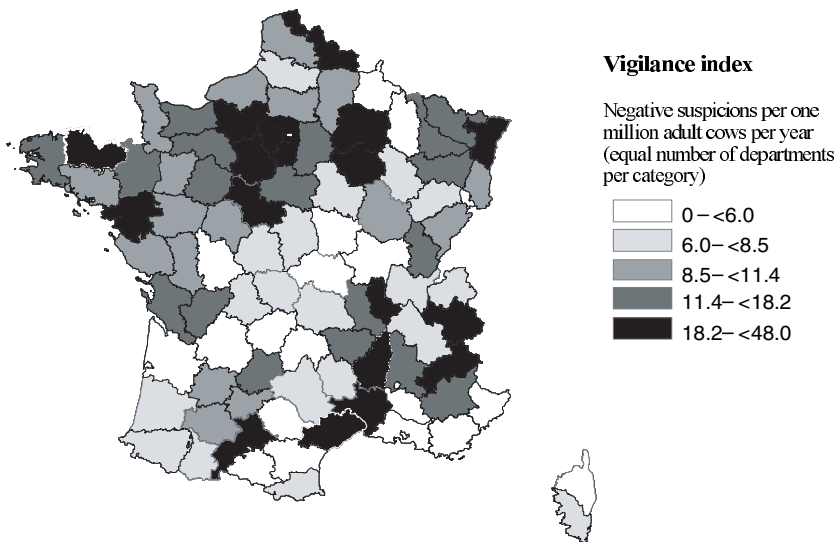 Vigilance index
Negative suspicions per one
million adult cows per year
(equal number of departments
per category)
0–<6.0
6.0–<8.5
8.5–<11.4
11.4–<18.2
18.2–<48.0